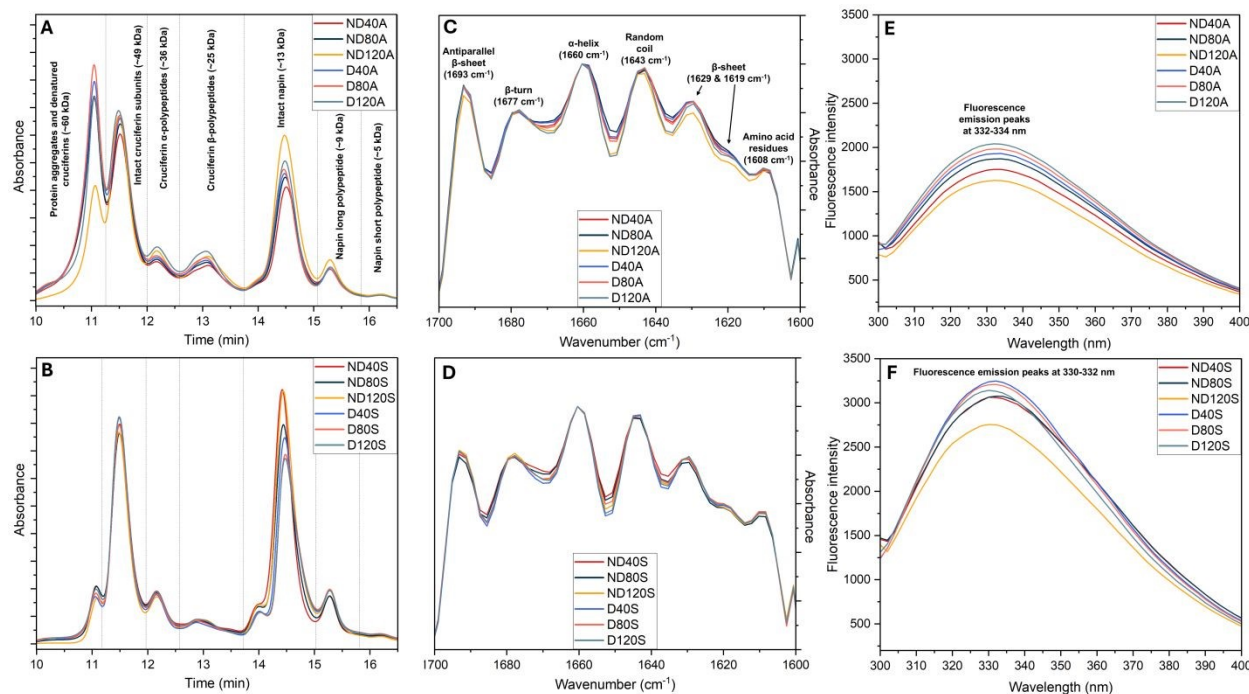 A
ND40A
ND80A
ND120A
D40A
D80A
D120A
Protein aggregates and denatured
cruciferins (~60 kDa)
Intact cruciferin subunits (~49 kDa)
Cruciferin α-polypeptides (~36 kDa)
Cruciferin β-polypeptides (~25 kDa)
Intact napin (~13 kDa)
Napin long polypeptide (~9 kDa)
Napin short polypeptide (~5 kDa)
Absorbance
10 11 12 13 14 15 16
Time (min)
B
ND40S
ND80S
ND120S
D40S
D80S
D120S
Absorbance
10 11 12 13 14 15 16
Time (min)
C
Antiparallel
β-sheet
(1693 cm⁻¹)
β-turn
(1677 cm⁻¹)
α-helix
(1660 cm⁻¹)
Random
coil
(1643 cm⁻¹)
β-sheet
(1629 & 1619 cm⁻¹)
Amino acid
residues
(1608 cm⁻¹)
ND40A
ND80A
ND120A
D40A
D80A
D120A
Absorbance
1700 1680 1660 1640 1620 1600
Wavenumber (cm⁻¹)
D
ND40S
ND80S
ND120S
D40S
D80S
D120S
Absorbance
1700 1680 1660 1640 1620 1600
Wavenumber (cm⁻¹)
E
ND40A
ND80A
ND120A
D40A
D80A
D120A
Fluorescence
emission peaks
at 332-334 nm
Fluorescence intensity
3500
3000
2500
2000
1500
1000
500
300 310 320 330 340 350 360 370 380 390 400
Wavelength (nm)
F
Fluorescence emission peaks at 330-332 nm
ND40S
ND80S
ND120S
D40S
D80S
D120S
Fluorescence intensity
3500
3000
2500
2000
1500
1000
500
300 310 320 330 340 350 360 370 380 390 400
Wavelength (nm)